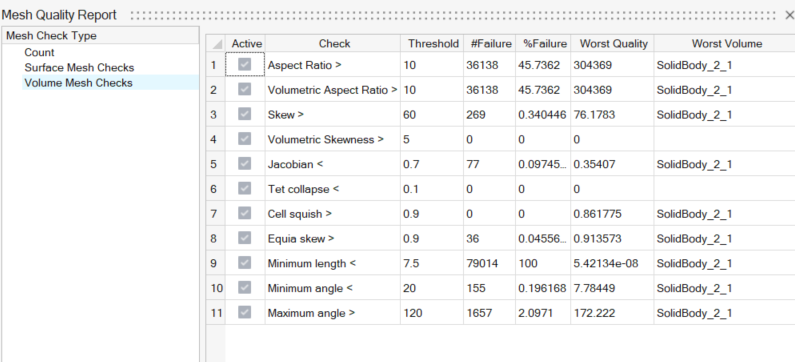 Mesh Quality Report
Mesh Check Type
Count
Surface Mesh Checks
Volume Mesh Checks
Active Check Threshold #Failure %Failure Worst Quality Worst Volume
1 Aspect Ratio > 10 36138 45.7362 304369 SolidBody_2_1
2 Volumetric Aspect Ratio > 10 36138 45.7362 304369 SolidBody_2_1
3 Skew > 60 269 0.340446 76.1783 SolidBody_2_1
4 Volumetric Skewness > 5 0 0 0
5 Jacobian < 0.7 77 0.09745... 0.35407 SolidBody_2_1
6 Tet collapse < 0.1 0 0 0
7 Cell squish > 0.9 0 0 0.861775 SolidBody_2_1
8 Equia skew > 0.9 36 0.04556... 0.913573 SolidBody_2_1
9 Minimum length < 7.5 79014 100 5.42134e-08 SolidBody_2_1
10 Minimum angle < 20 155 0.196168 7.78449 SolidBody_2_1
11 Maximum angle > 120 1657 2.0971 172.222 SolidBody_2_1